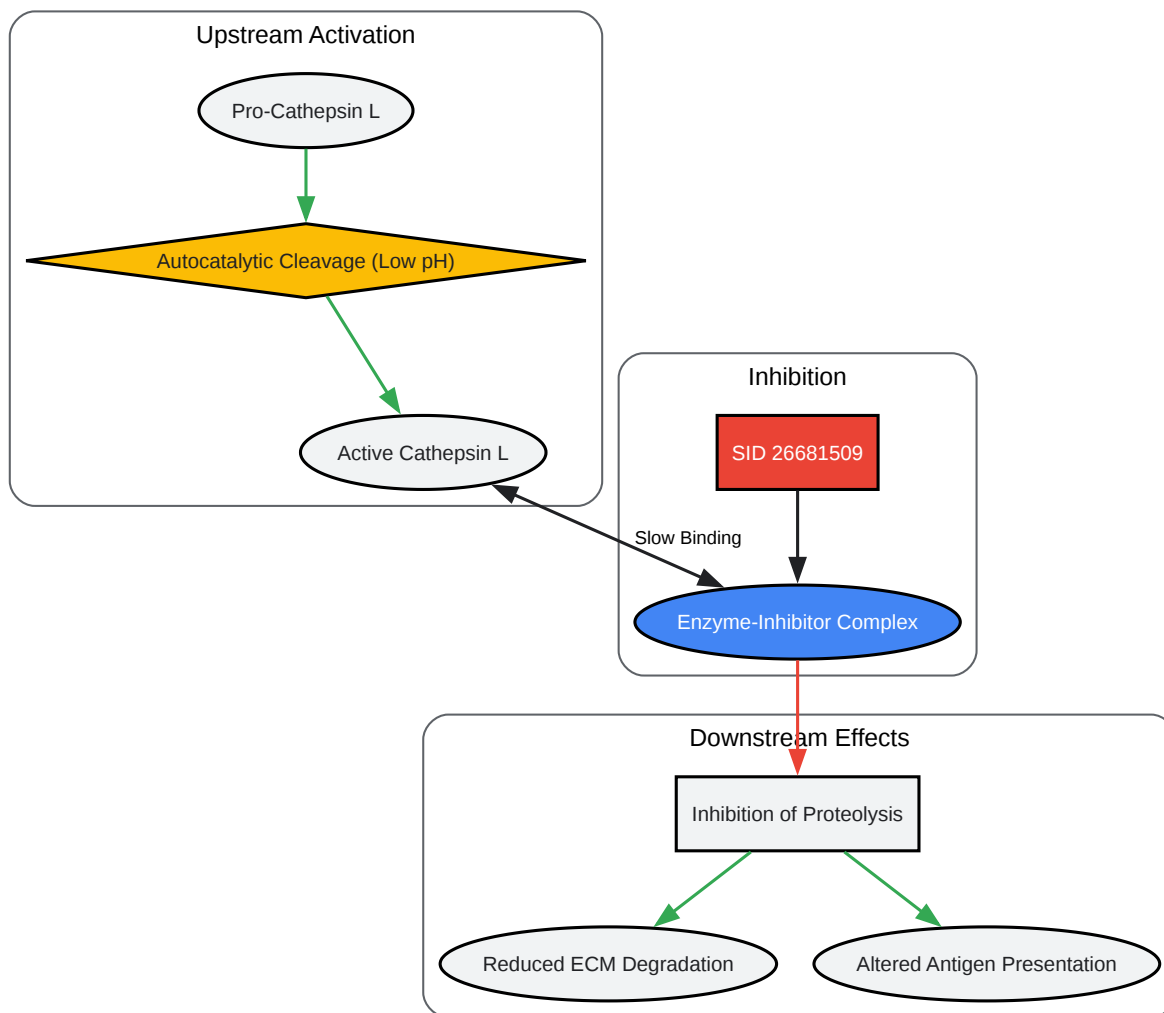 Upstream Activation
Pro-Cathepsin L
Autocatalytic Cleavage (Low pH)
Active Cathepsin L
Inhibition
SID 26681509
Slow Binding
Enzyme-Inhibitor Complex
Downstream Effects
Inhibition of Proteolysis
Reduced ECM Degradation
Altered Antigen Presentation